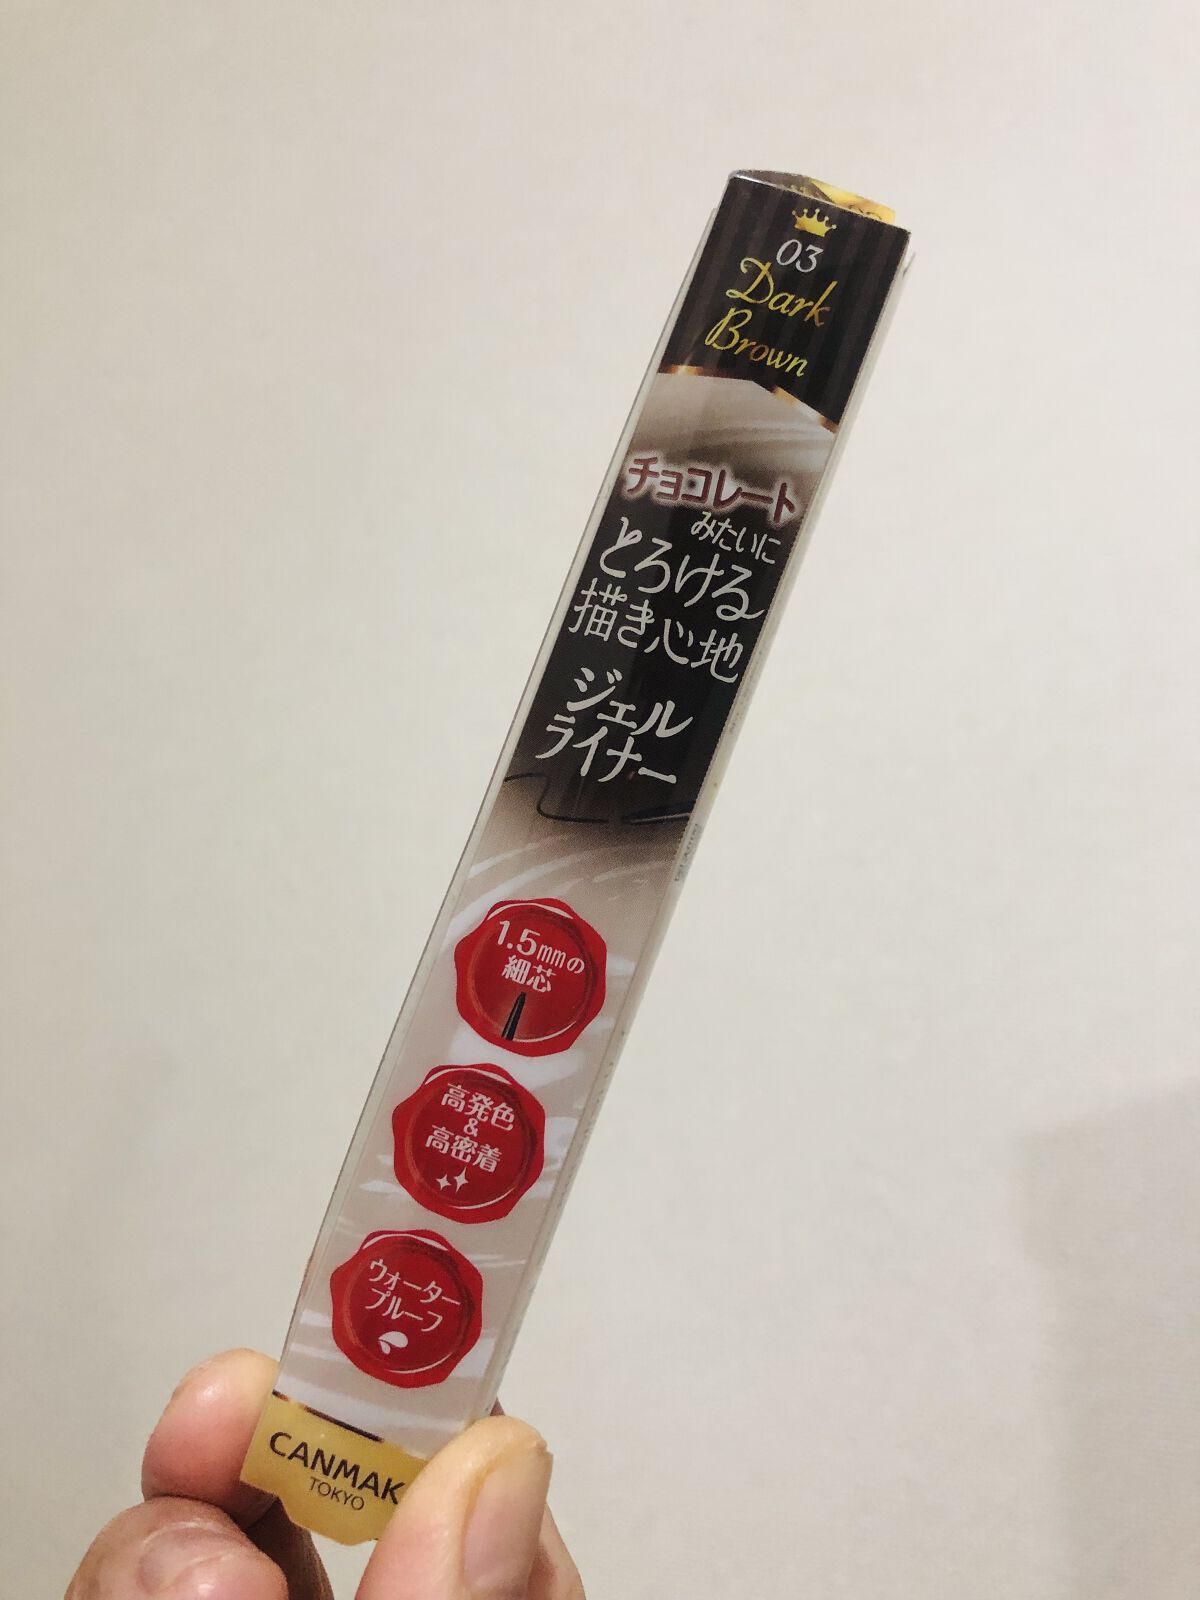 03
Dark
Brown
チョコレート
みたいに
とろける
描き心地
ジェル
ライナー
1.5mmの
細芯
高発色
&
高密着
ウォーター
プルーフ
CANMAK
TOKYO